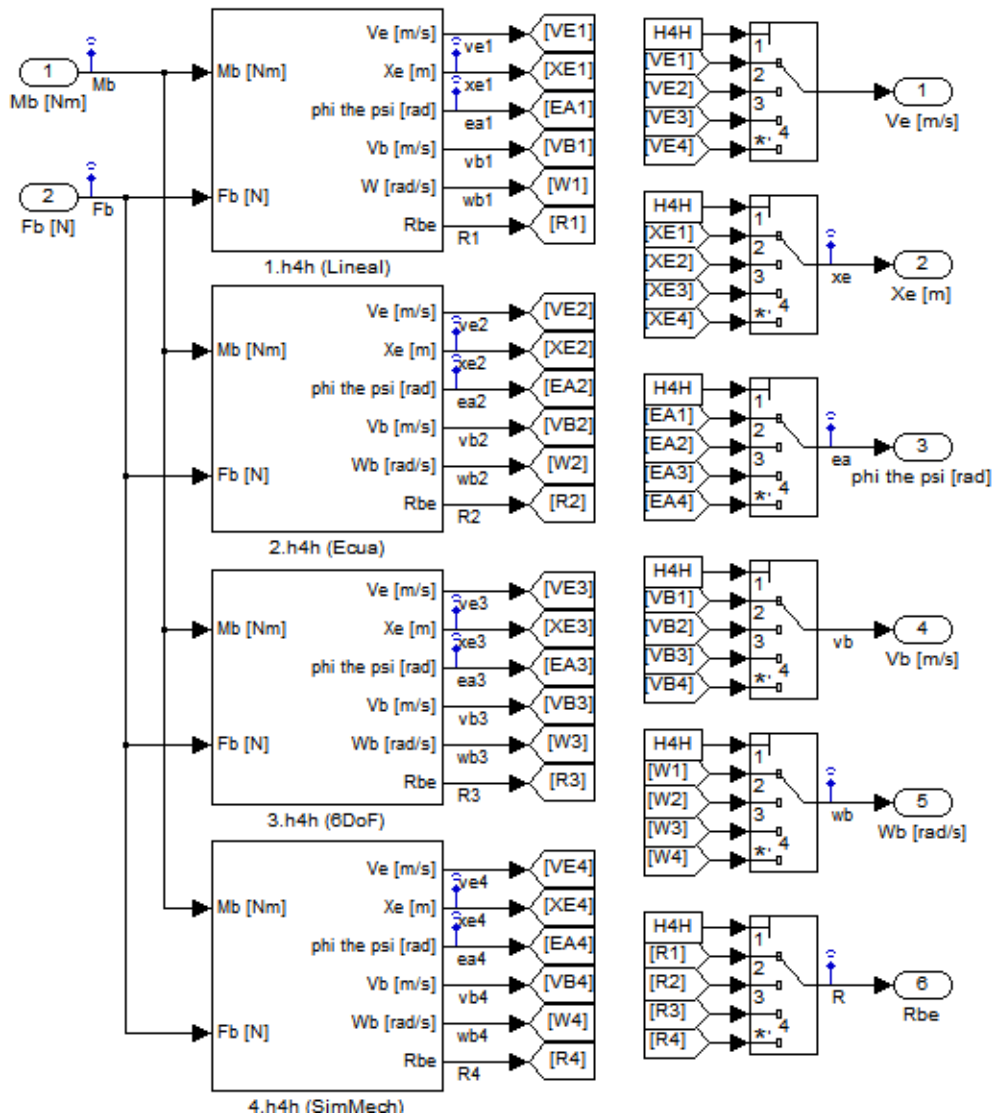 1
Mb [Nm]
Mb
2
Fb [N]
Fb
Mb [Nm]
Fb [N]
Ve [m/s]
Xe [m]
phi the psi [rad]
Vb [m/s]
W [rad/s]
Rbe
ve1
xe1
ea1
vb1
wb1
R1
[VE1]
[XE1]
[EA1]
[VB1]
[W1]
[R1]
1.h4h (Lineal)
Mb [Nm]
Fb [N]
Ve [m/s]
Xe [m]
phi the psi [rad]
Vb [m/s]
Wb [rad/s]
Rbe
ve2
xe2
ea2
vb2
wb2
R2
[VE2]
[XE2]
[EA2]
[VB2]
[W2]
[R2]
2.h4h (Ecua)
Mb [Nm]
Fb [N]
Ve [m/s]
Xe [m]
phi the psi [rad]
Vb [m/s]
Wb [rad/s]
Rbe
ve3
xe3
ea3
vb3
wb3
R3
[VE3]
[XE3]
[EA3]
[VB3]
[W3]
[R3]
3.h4h (6DoF)
Mb [Nm]
Fb [N]
Ve [m/s]
Xe [m]
phi the psi [rad]
Vb [m/s]
Wb [rad/s]
Rbe
ve4
xe4
ea4
vb4
wb4
R4
[VE4]
[XE4]
[EA4]
[VB4]
[W4]
[R4]
4.h4h (SimMech)
H4H
[VE1]
[VE2]
[VE3]
[VE4]
1
2
3
*, 4
1
Ve [m/s]
H4H
[XE1]
[XE2]
[XE3]
[XE4]
1
2
3
*, 4
xe
2
Xe [m]
H4H
[EA1]
[EA2]
[EA3]
[EA4]
1
2
3
*, 4
ea
3
phi the psi [rad]
H4H
[VB1]
[VB2]
[VB3]
[VB4]
1
2
3
*, 4
vb
4
Vb [m/s]
H4H
[W1]
[W2]
[W3]
[W4]
1
2
3
*, 4
wb
5
Wb [rad/s]
H4H
[R1]
[R2]
[R3]
[R4]
1
2
3
*, 4
R
6
Rbe